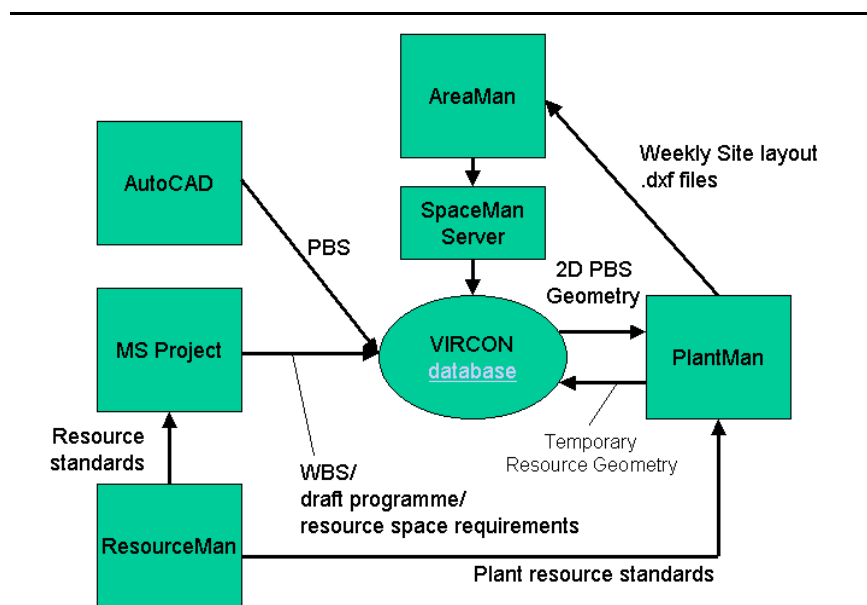 AreaMan
AutoCAD
Weekly Site layout
.dxf files
SpaceMan
Server
PBS
2D PBS
Geometry
MS Project
VIRCON
database
PlantMan
Resource
standards
Temporary
Resource Geometry
WBS/
draft programme/
resource space requirements
ResourceMan
Plant resource standards